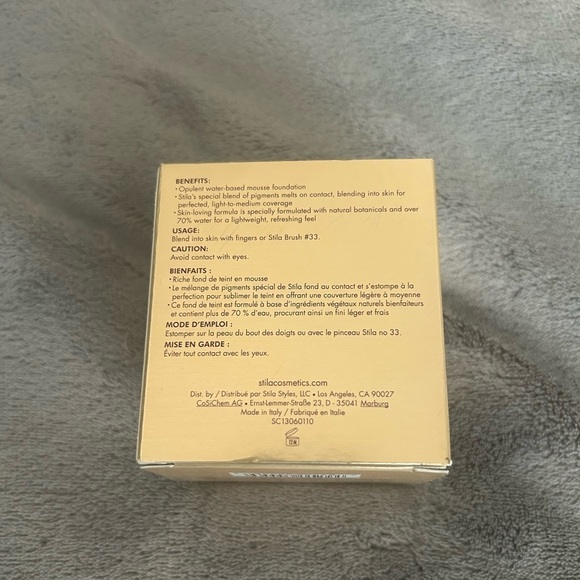 BENEFITS:
• Opulent water-based mousse foundation
• Stila's special blend of pigments melts on contact, blending into skin for
perfected, light-to-medium coverage
• Skin-loving formula is specially formulated with natural botanicals and over
70% water for a lightweight, refreshing feel
USAGE:
Blend into skin with fingers or Stila Brush #33.
CAUTION:
Avoid contact with eyes.
BIENFAITS :
• Riche fond de teint en mousse
• Le mélange de pigments spécial de Stila fond au contact et s'estompe à la
perfection pour sublimer le teint en offrant une couverture légère à moyenne
• Ce fond de teint est formulé à base d'ingrédients végétaux naturels bienfaiteurs
et contient plus de 70 % d'eau, procurant ainsi un fini léger et frais
MODE D'EMPLOI :
Estomper sur la peau du bout des doigts ou avec le pinceau Stila no 33.
MISE EN GARDE :
Éviter tout contact avec les yeux.
stilacosmetics.com
Dist. by / Distribué par Stila Styles, LLC • Los Angeles, CA 90027
CoSiChem AG • Ernst-Lemmer-Straße 23, D - 35041 Marburg
Made in Italy / Fabriqué en Italie
SC13060110
12 M